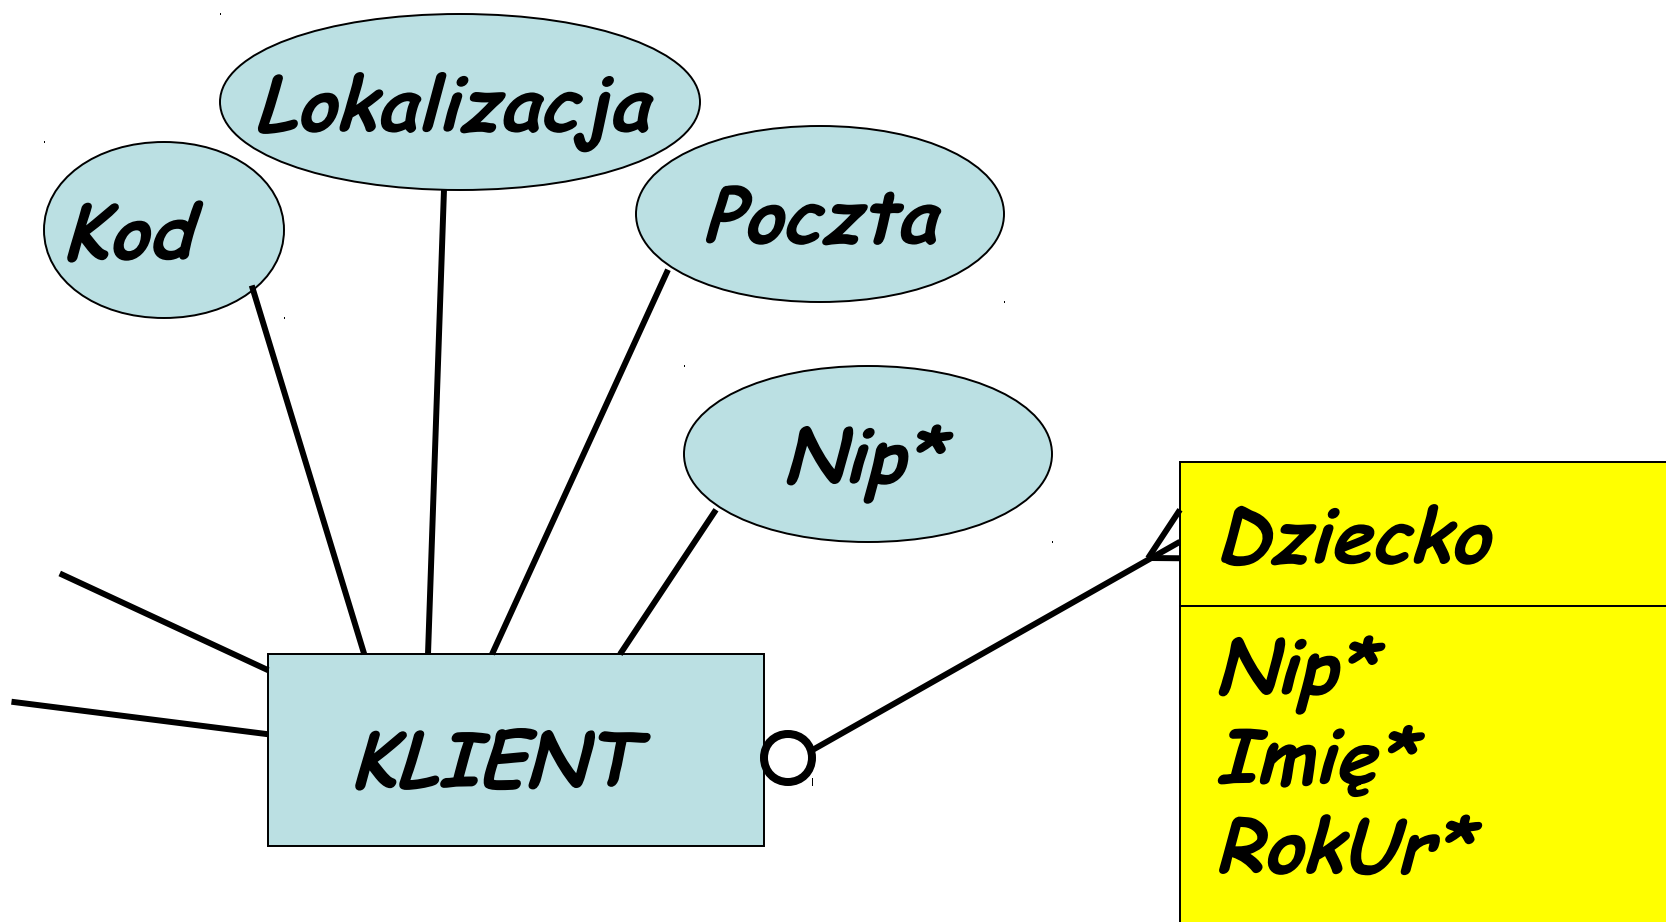 Lokalizacja
Kod
Poczta
Nip*
Dziecko
Nip*
Imię*
RokUr*
KLIENT